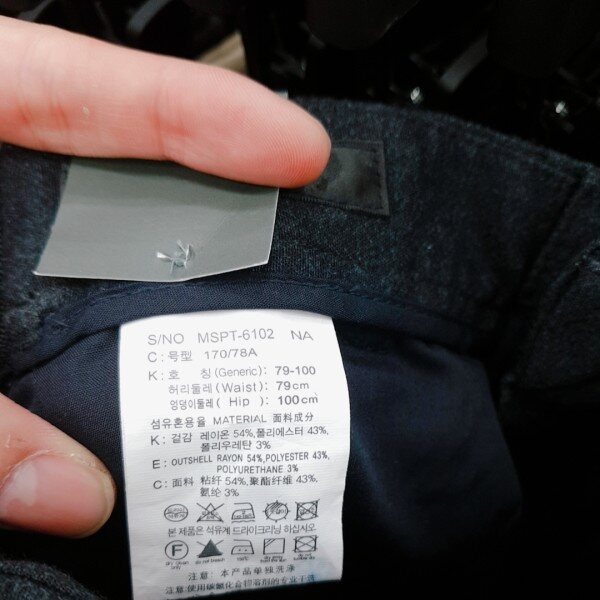 S/NO MSPT-6102 NA
C: 号型 170/78A
K: 호 칭 (Generic): 79-100
허리둘레 (Waist): 79cm
엉덩이둘레 ( Hip ): 100cm
섬유혼용율 MATERIAL 面料成分
K: 겉감 레이온 54%,폴리에스터 43%,
폴리우레탄 3%
E: OUTSHELL RAYON 54%,POLYESTER 43%,
POLYURETHANE 3%
C: 面料 粘纤 54%,聚酯纤维 43%,
氨纶 3%
본 제품은 석유계 드라이크리닝 하십시오
F
注意: 本产品单独洗涤